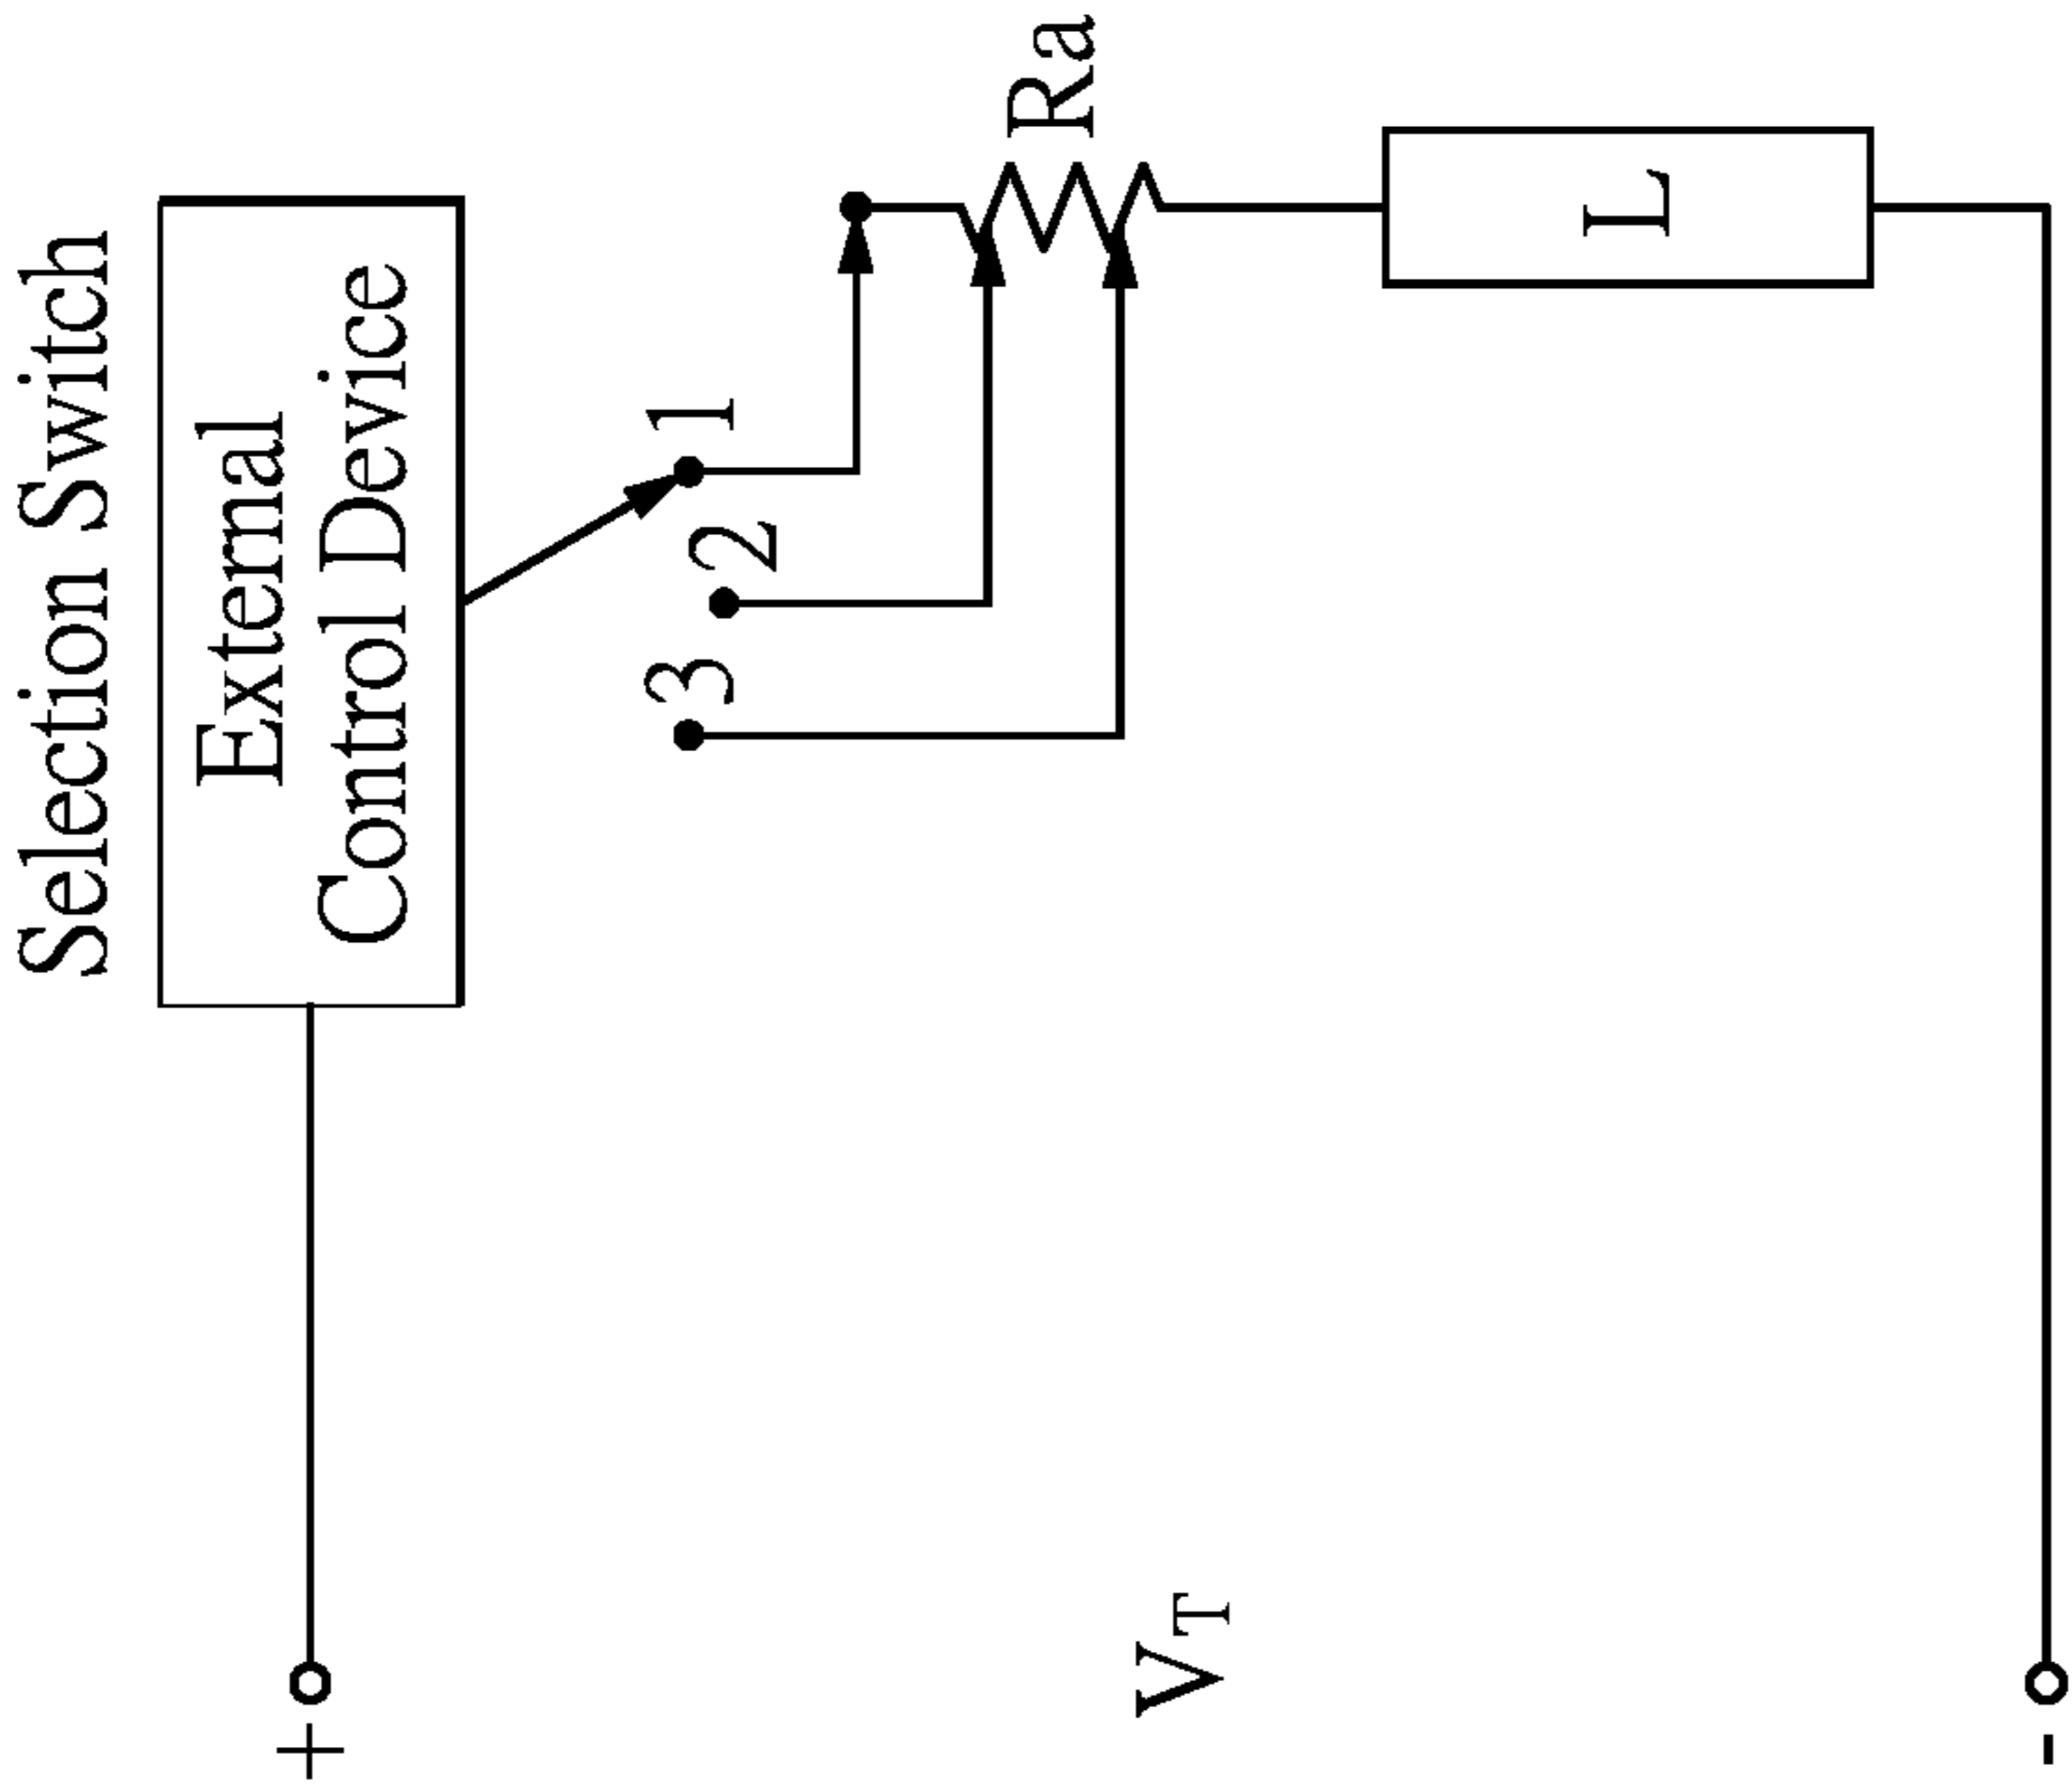 Selection Switch
External
+
Control Device
3
1
2
Ra
V_T
L
-